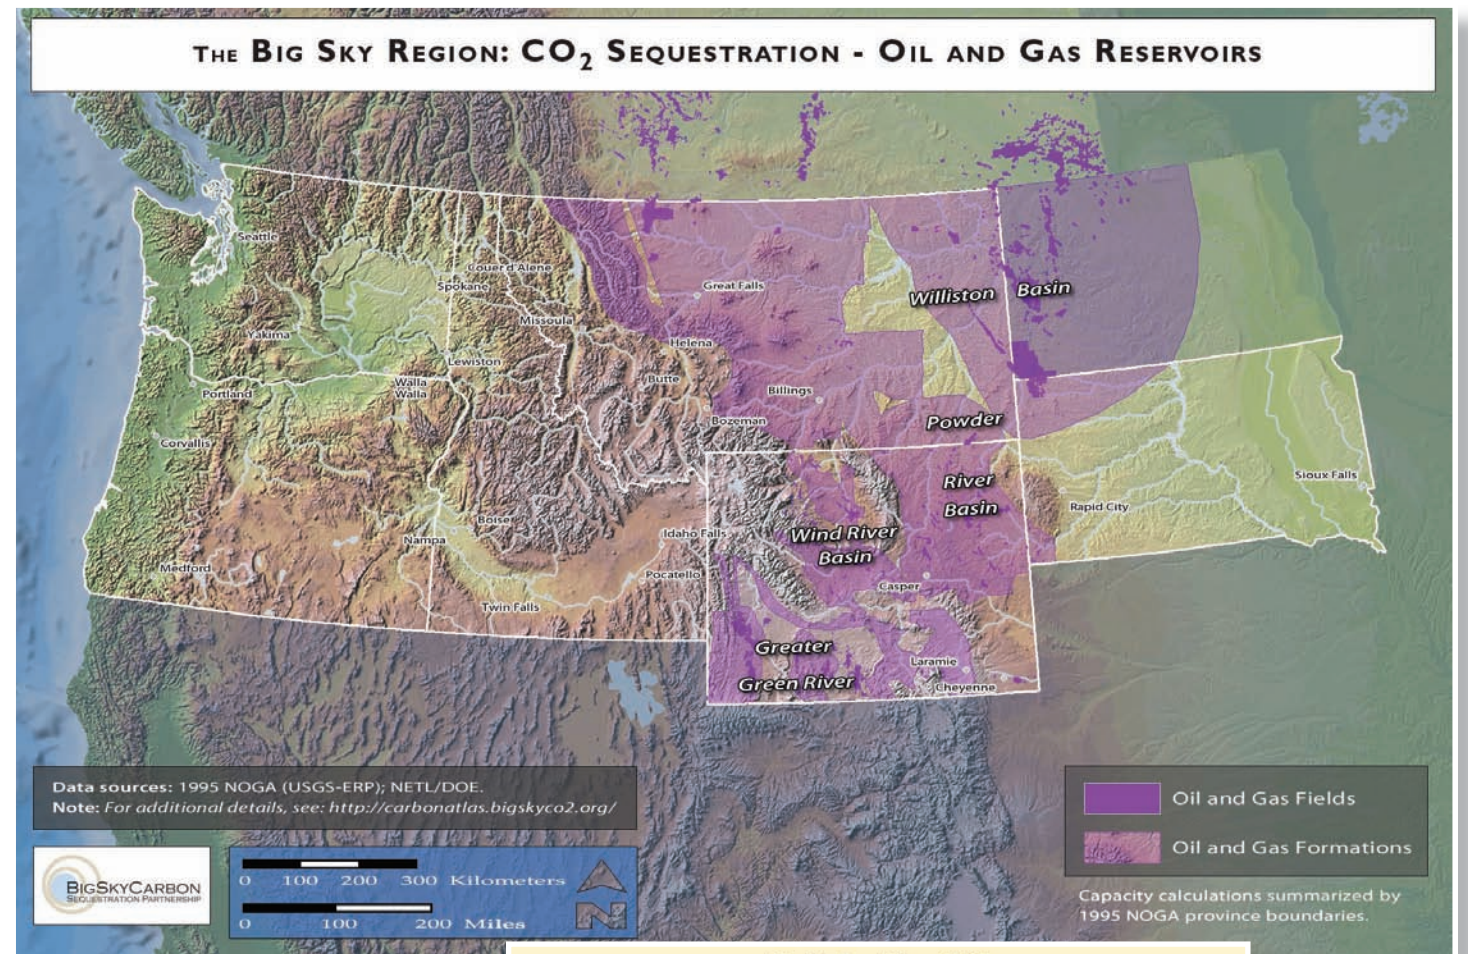 THE BIG SKY REGION: CO2 SEQUESTRATION - OIL AND GAS RESERVOIRS
Seattle
Couer d'Alene
Spokane
Great Falls
Williston Basin
Missoula
Yakima
Helena
Lewiston
Butte
Walla
Walla
Portland
Billings
Bozeman
Powder
Corvallis
River
Basin
Sioux Falls
Rapid City
Boise
Wind River
Basin
Idaho Falls
Nampa
Medford
Pocatello
Casper
Twin Falls
Greater
Green River
Laramie
Cheyenne
Data sources: 1995 NOGA (USGS-ERP); NETL/DOE.
Note: For additional details, see: http://carbonatlas.bigskyco2.org/
Oil and Gas Fields
Oil and Gas Formations
Capacity calculations summarized by
1995 NOGA province boundaries.
BIGSKYCARBON
SEQUESTRATION PARTNERSHIP
0 100 200 300 Kilometers
0 100 200 Miles
N